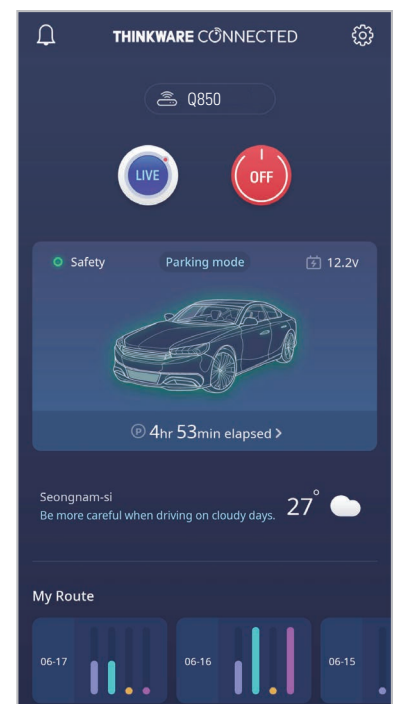 THINKWARE CONNECTED
Q850
LIVE
OFF
Safety
Parking mode
12.2v
P 4hr 53min elapsed >
Seongnam-si
Be more careful when driving on cloudy days.
27°
My Route
06-17
06-16
06-15